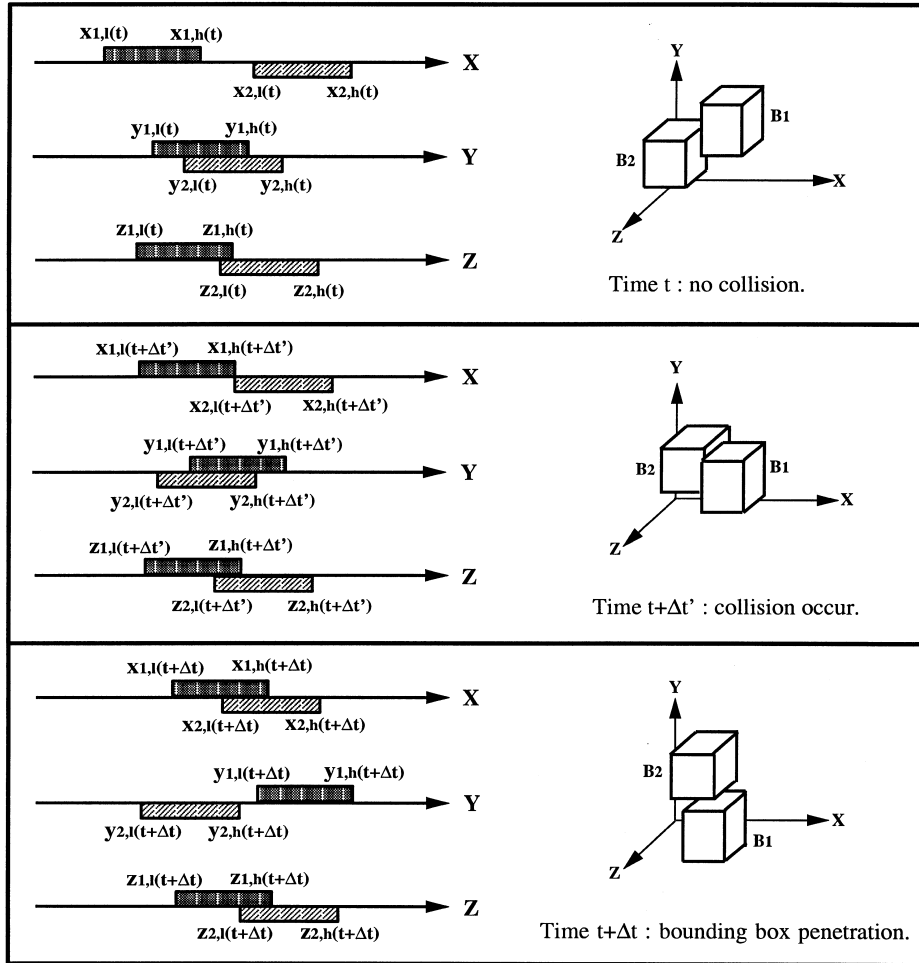 x1,l(t) x1,h(t)
X
x2,l(t) x2,h(t)
y1,l(t) y1,h(t)
Y
y2,l(t) y2,h(t)
z1,l(t) z1,h(t)
Z
z2,l(t) z2,h(t)
Y
B1
B2
X
Z
Time t : no collision.
x1,l(t+Δt’) x1,h(t+Δt’)
X
x2,l(t+Δt’) x2,h(t+Δt’)
y1,l(t+Δt’) y1,h(t+Δt’)
Y
y2,l(t+Δt’) y2,h(t+Δt’)
z1,l(t+Δt’) z1,h(t+Δt’)
Z
z2,l(t+Δt’) z2,h(t+Δt’)
Y
B2 B1
X
Z
Time t+Δt’ : collision occur.
x1,l(t+Δt) x1,h(t+Δt)
X
x2,l(t+Δt) x2,h(t+Δt)
y1,l(t+Δt) y1,h(t+Δt)
Y
y2,l(t+Δt) y2,h(t+Δt)
z1,l(t+Δt) z1,h(t+Δt)
Z
z2,l(t+Δt) z2,h(t+Δt)
Y
B2
X
B1
Z
Time t+Δt : bounding box penetration.